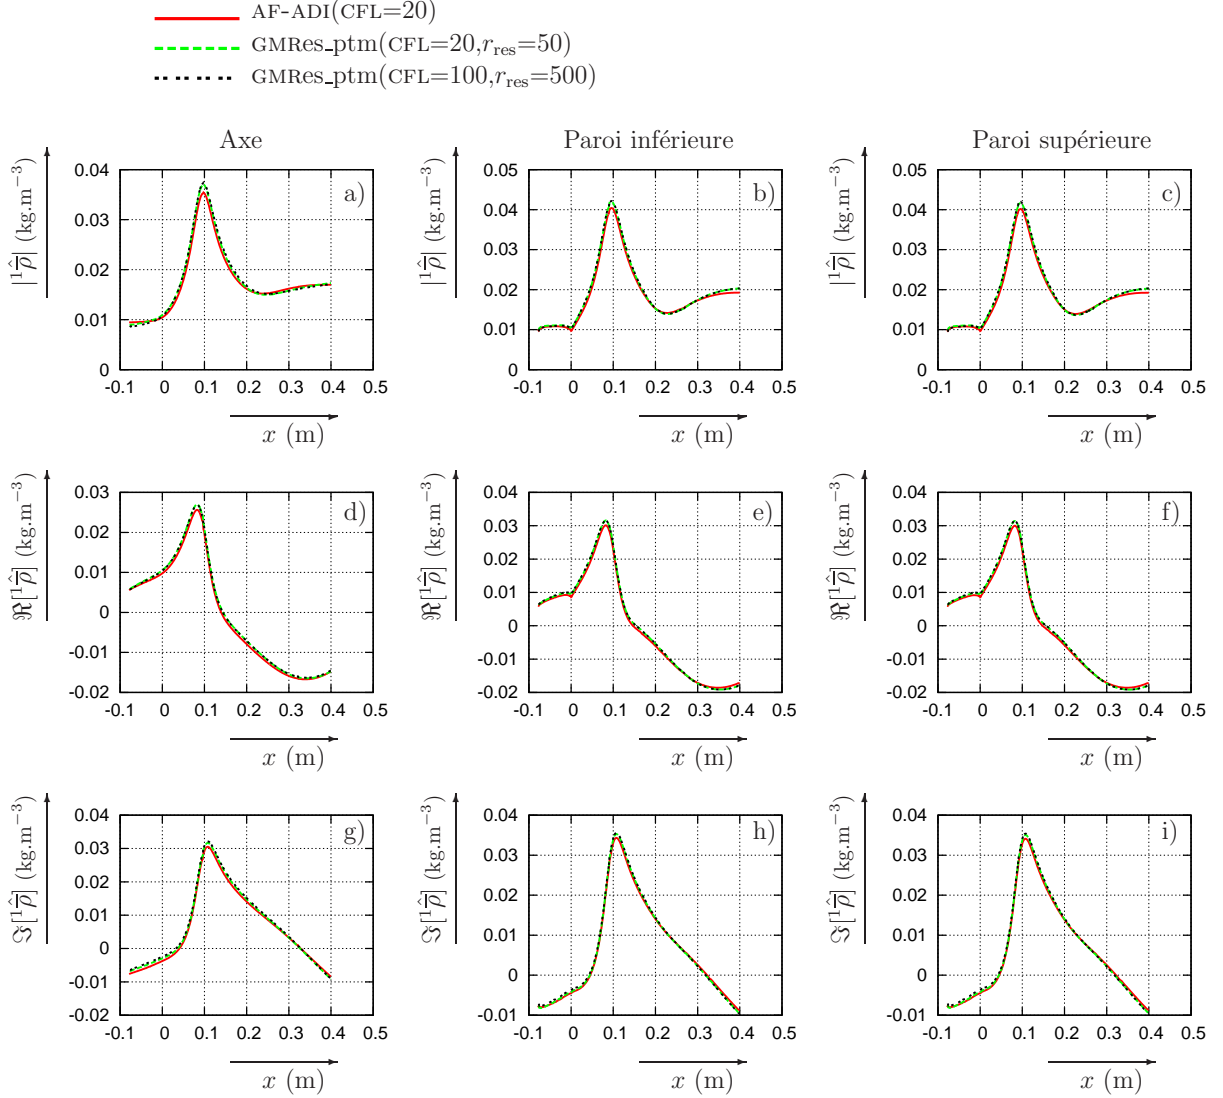 AF-ADI(CFL=20)
GMRes_ptm(CFL=20,r_res=50)
GMRes_ptm(CFL=100,r_res=500)
Axe
Paroi inférieure
Paroi supérieure
|¹ρ̂̅| (kg.m⁻³)
0.04
0.03
0.02
0.01
0
a)
-0.1 0 0.1 0.2 0.3 0.4 0.5
x (m)
|¹ρ̂̅| (kg.m⁻³)
0.05
0.04
0.03
0.02
0.01
0
b)
-0.1 0 0.1 0.2 0.3 0.4 0.5
x (m)
|¹ρ̂̅| (kg.m⁻³)
0.05
0.04
0.03
0.02
0.01
0
c)
-0.1 0 0.1 0.2 0.3 0.4 0.5
x (m)
ℜ[¹ρ̂̅] (kg.m⁻³)
0.03
0.02
0.01
0
-0.01
-0.02
d)
-0.1 0 0.1 0.2 0.3 0.4 0.5
x (m)
ℜ[¹ρ̂̅] (kg.m⁻³)
0.04
0.03
0.02
0.01
0
-0.01
-0.02
e)
-0.1 0 0.1 0.2 0.3 0.4 0.5
x (m)
ℜ[¹ρ̂̅] (kg.m⁻³)
0.04
0.03
0.02
0.01
0
-0.01
-0.02
f)
-0.1 0 0.1 0.2 0.3 0.4 0.5
x (m)
ℑ[¹ρ̂̅] (kg.m⁻³)
0.04
0.03
0.02
0.01
0
-0.01
-0.02
g)
-0.1 0 0.1 0.2 0.3 0.4 0.5
x (m)
ℑ[¹ρ̂̅] (kg.m⁻³)
0.04
0.03
0.02
0.01
0
-0.01
h)
-0.1 0 0.1 0.2 0.3 0.4 0.5
x (m)
ℑ[¹ρ̂̅] (kg.m⁻³)
0.04
0.03
0.02
0.01
0
-0.01
i)
-0.1 0 0.1 0.2 0.3 0.4 0.5
x (m)